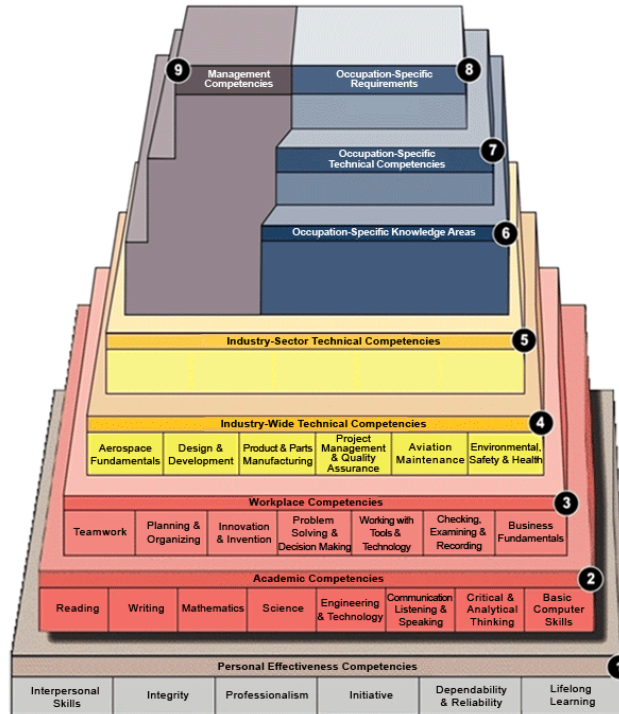 9
Management
Competencies
Occupation-Specific
Requirements
8
Occupation-Specific
Technical Competencies
7
Occupation-Specific Knowledge Areas
6
Industry-Sector Technical Competencies
5
Industry-Wide Technical Competencies
4
Aerospace
Fundamentals
Design &
Development
Product & Parts
Manufacturing
Project
Management
& Quality
Assurance
Aviation
Maintenance
Environmental,
Safety & Health
Workplace Competencies
3
Teamwork
Planning &
Organizing
Innovation
& Invention
Problem
Solving &
Decision Making
Working with
Tools &
Technology
Checking,
Examining &
Recording
Business
Fundamentals
Academic Competencies
2
Reading
Writing
Mathematics
Science
Engineering
& Technology
Communication
Listening &
Speaking
Critical &
Analytical
Thinking
Basic
Computer
Skills
Personal Effectiveness Competencies
1
Interpersonal
Skills
Integrity
Professionalism
Initiative
Dependability
& Reliability
Lifelong
Learning